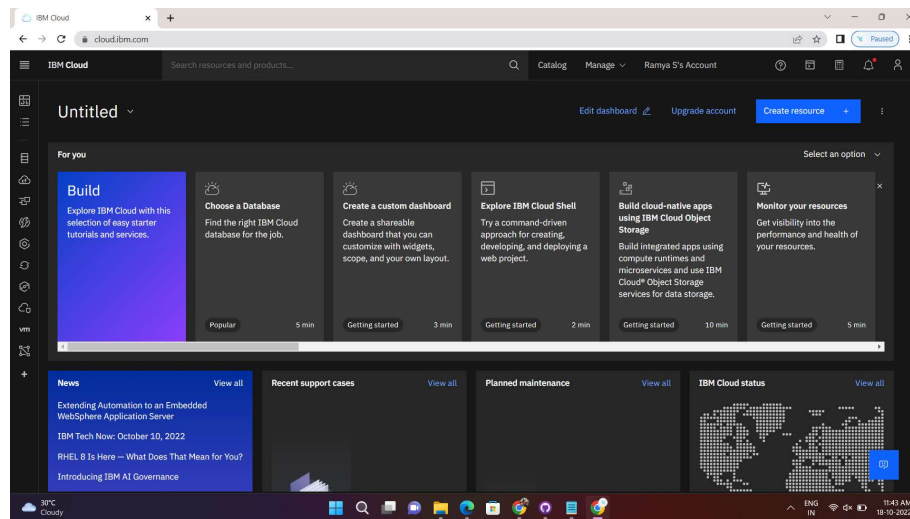 IBM Cloud
cloud.ibm.com
Paused
IBM Cloud
Search resources and products...
Catalog
Manage
Ramya S's Account
Untitled
Edit dashboard
Upgrade account
Create resource +
For you
Select an option
Build
Explore IBM Cloud with this
selection of easy starter
tutorials and services.
Choose a Database
Find the right IBM Cloud
database for the job.
Popular
5 min
Create a custom dashboard
Create a shareable
dashboard that you can
customize with widgets,
scope, and your own layout.
Getting started
3 min
Explore IBM Cloud Shell
Try a command-driven
approach for creating,
developing, and deploying a
web project.
Getting started
2 min
Build cloud-native apps
using IBM Cloud Object
Storage
Build integrated apps using
compute runtimes and
microservices and use IBM
Cloud® Object Storage
services for data storage.
Getting started
10 min
Monitor your resources
Get visibility into the
performance and health of
your resources.
Getting started
5 min
vm
News
View all
Extending Automation to an Embedded
WebSphere Application Server
IBM Tech Now: October 10, 2022
RHEL 8 Is Here — What Does That Mean for You?
Introducing IBM AI Governance
Recent support cases
View all
Planned maintenance
View all
IBM Cloud status
View all
30°C
Cloudy
ENG
IN
11:43 AM
18-10-2022